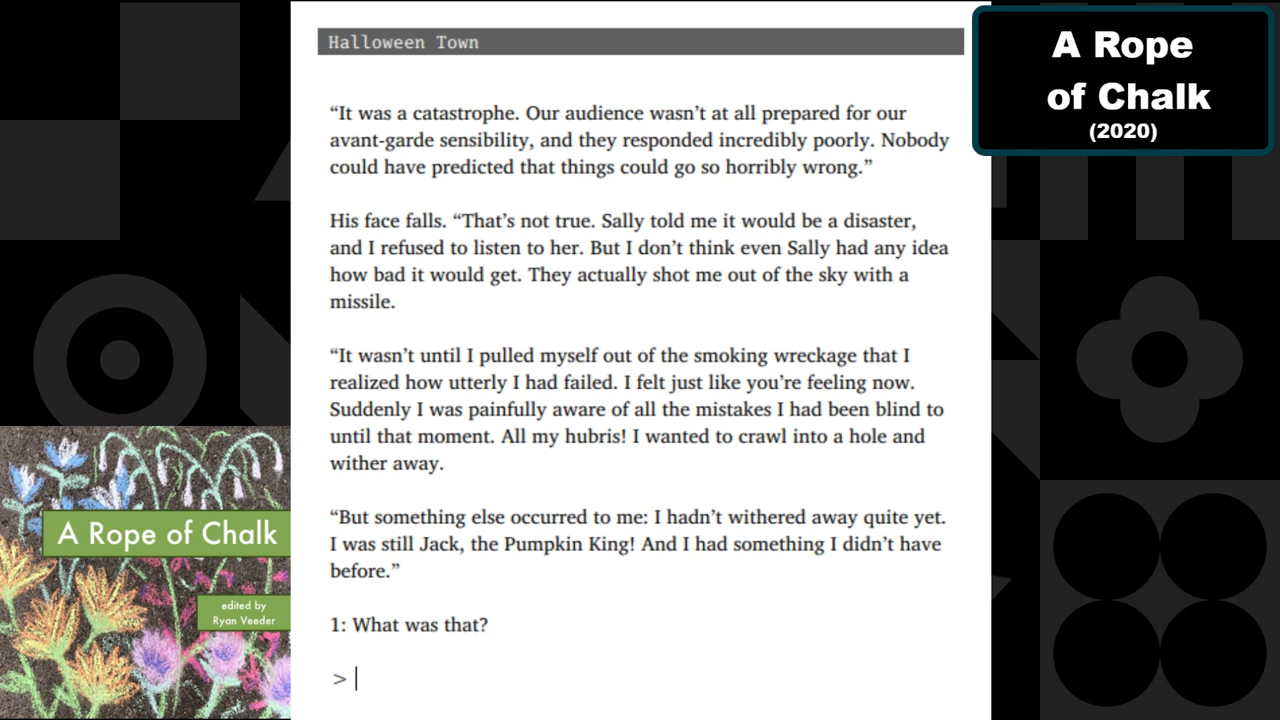 Halloween Town
“It was a catastrophe. Our audience wasn’t at all prepared for our
avant-garde sensibility, and they responded incredibly poorly. Nobody
could have predicted that things could go so horribly wrong.”
His face falls. “That’s not true. Sally told me it would be a disaster,
and I refused to listen to her. But I don’t think even Sally had any idea
how bad it would get. They actually shot me out of the sky with a
missile.
“It wasn’t until I pulled myself out of the smoking wreckage that I
realized how utterly I had failed. I felt just like you’re feeling now.
Suddenly I was painfully aware of all the mistakes I had been blind to
until that moment. All my hubris! I wanted to crawl into a hole and
wither away.
“But something else occurred to me: I hadn’t withered away quite yet.
I was still Jack, the Pumpkin King! And I had something I didn’t have
before.”
1: What was that?
>
A Rope
of Chalk
(2020)
A Rope of Chalk
edited by
Ryan Veeder